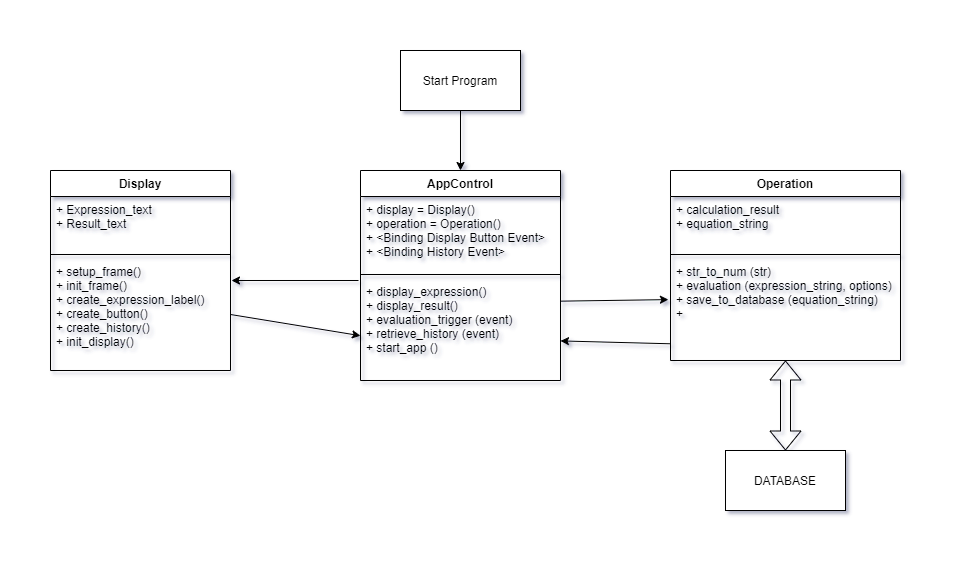 Start Program
Display
+ Expression_text
+ Result_text
+ setup_frame()
+ init_frame()
+ create_expression_label()
+ create_button()
+ create_history()
+ init_display()
AppControl
+ display = Display()
+ operation = Operation()
+ <Binding Display Button Event>
+ <Binding History Event>
+ display_expression()
+ display_result()
+ evaluation_trigger (event)
+ retrieve_history (event)
+ start_app ()
Operation
+ calculation_result
+ equation_string
+ str_to_num (str)
+ evaluation (expression_string, options)
+ save_to_database (equation_string)
+
DATABASE